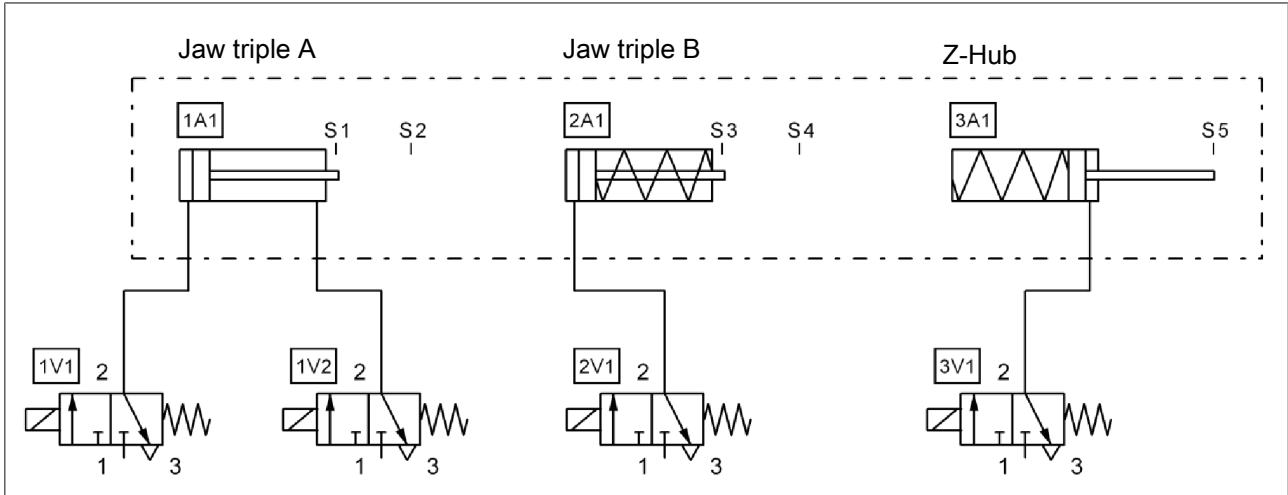 Jaw triple A
Jaw triple B
Z-Hub
1A1
S1
S2
2A1
S3
S4
3A1
S5
1V1
2
1V2
2
2V1
2
3V1
2
1
3
1
3
1
3
1
3